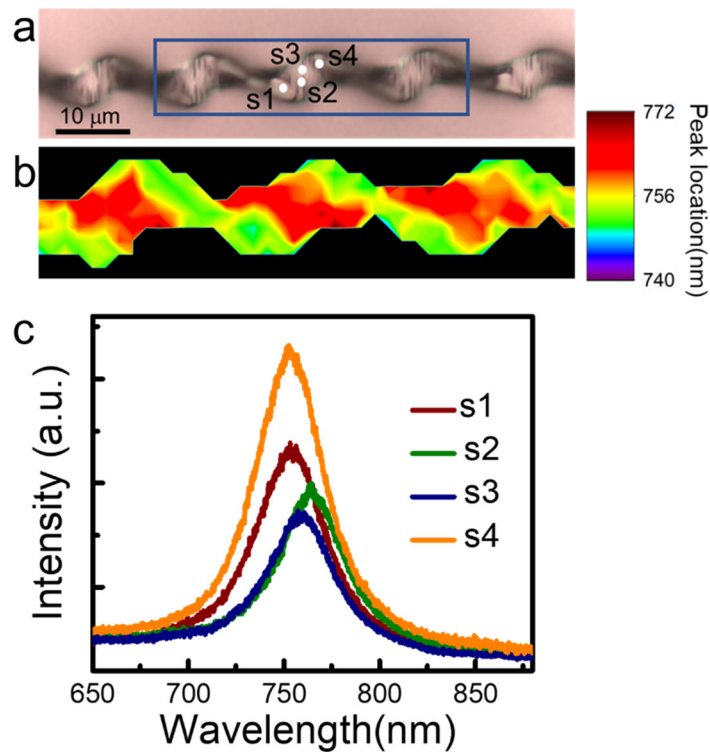 a
s3
s4
s1
s2
10 μm
b
772
756
740
Peak location(nm)
c
s1
s2
s3
s4
Intensity (a.u.)
650 700 750 800 850
Wavelength(nm)